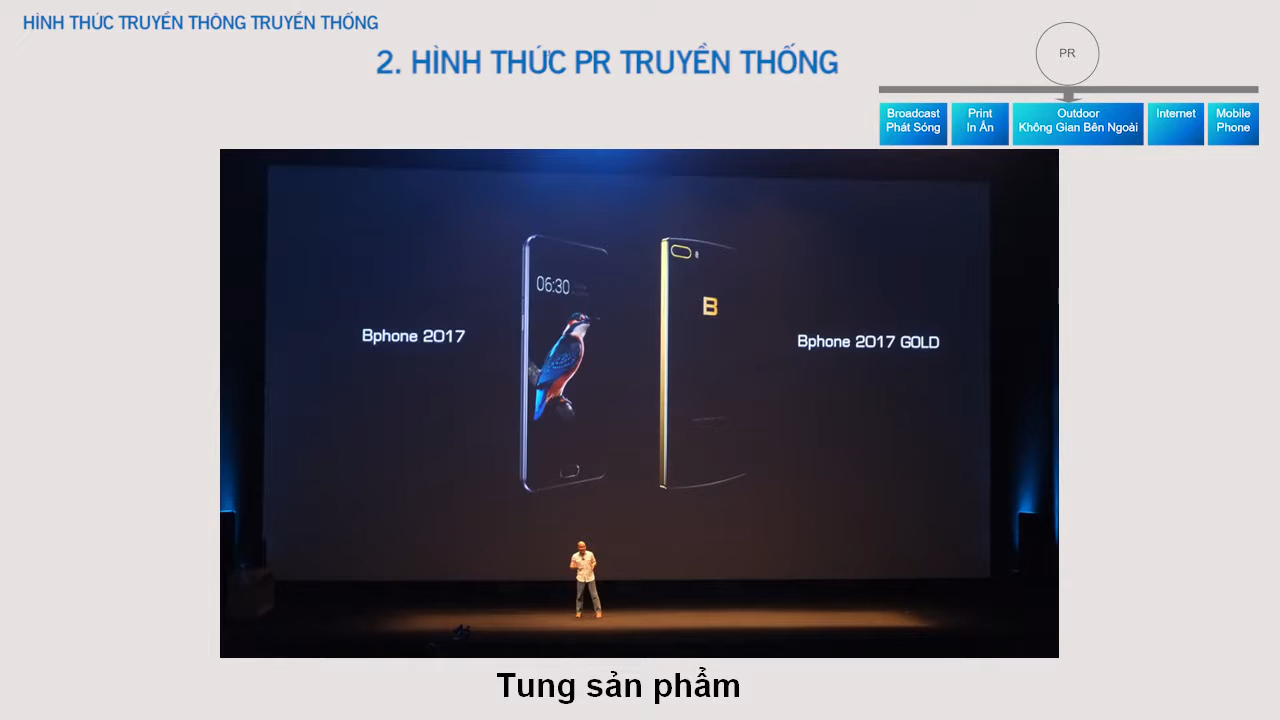 HÌNH THỨC TRUYỀN THÔNG TRUYỀN THỐNG
2. HÌNH THỨC PR TRUYỀN THỐNG
PR
Broadcast
Phát Sóng
Print
In Ấn
Outdoor
Không Gian Bên Ngoài
Internet
Mobile
Phone
06:30
B
Bphone 2017
Bphone 2017 GOLD
Tung sản phẩm